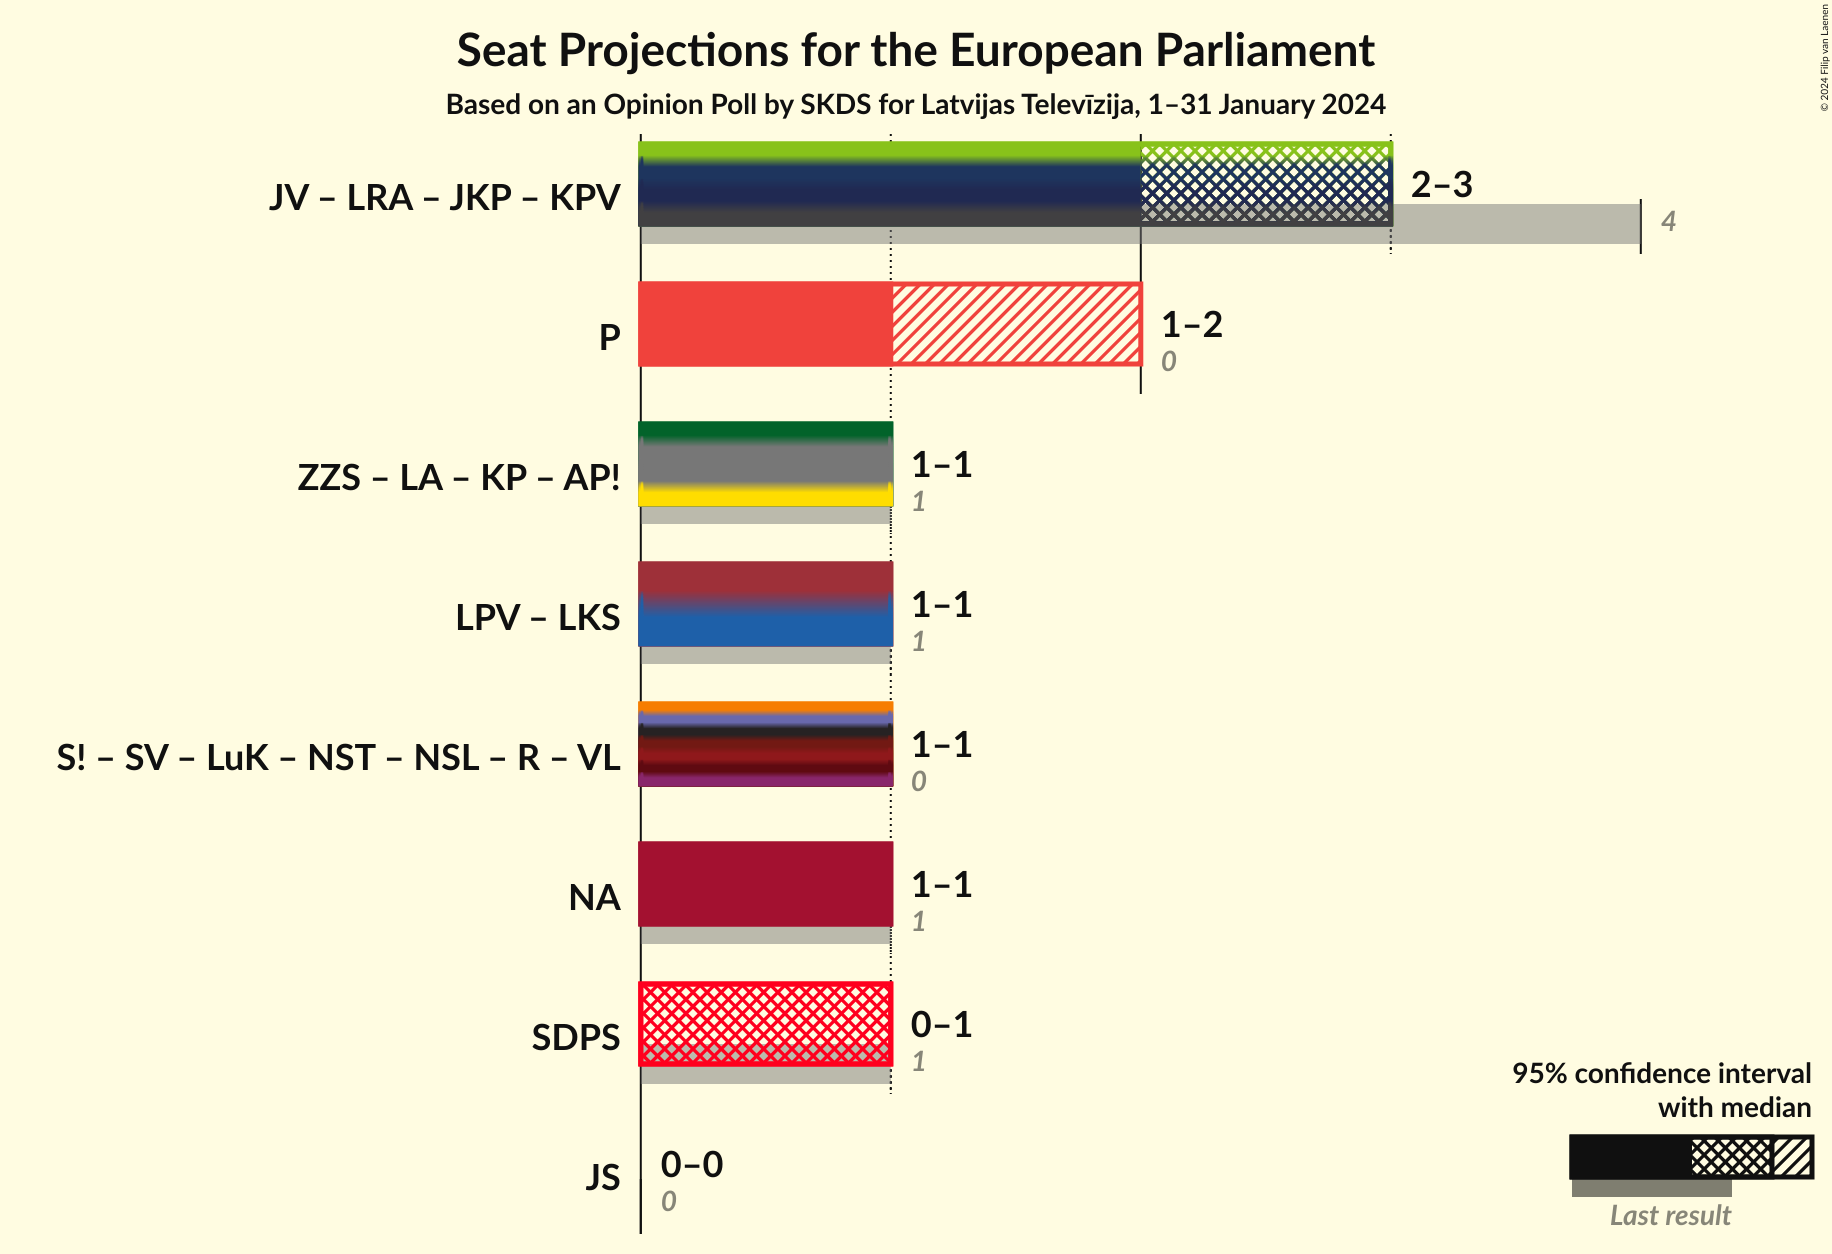 Seat Projections for the European Parliament
Based on an Opinion Poll by SKDS for Latvijas Televīzija, 1–31 January 2024
© 2024 Filip van Laenen
JV – LRA – JKP – KPV
2–3
4
P
1–2
0
ZZS – LA – KP – AP!
1–1
1
LPV – LKS
1–1
1
S! – SV – LuK – NST – NSL – R – VL
1–1
0
NA
1–1
1
SDPS
0–1
1
JS
0–0
0
95% confidence interval
with median
Last result